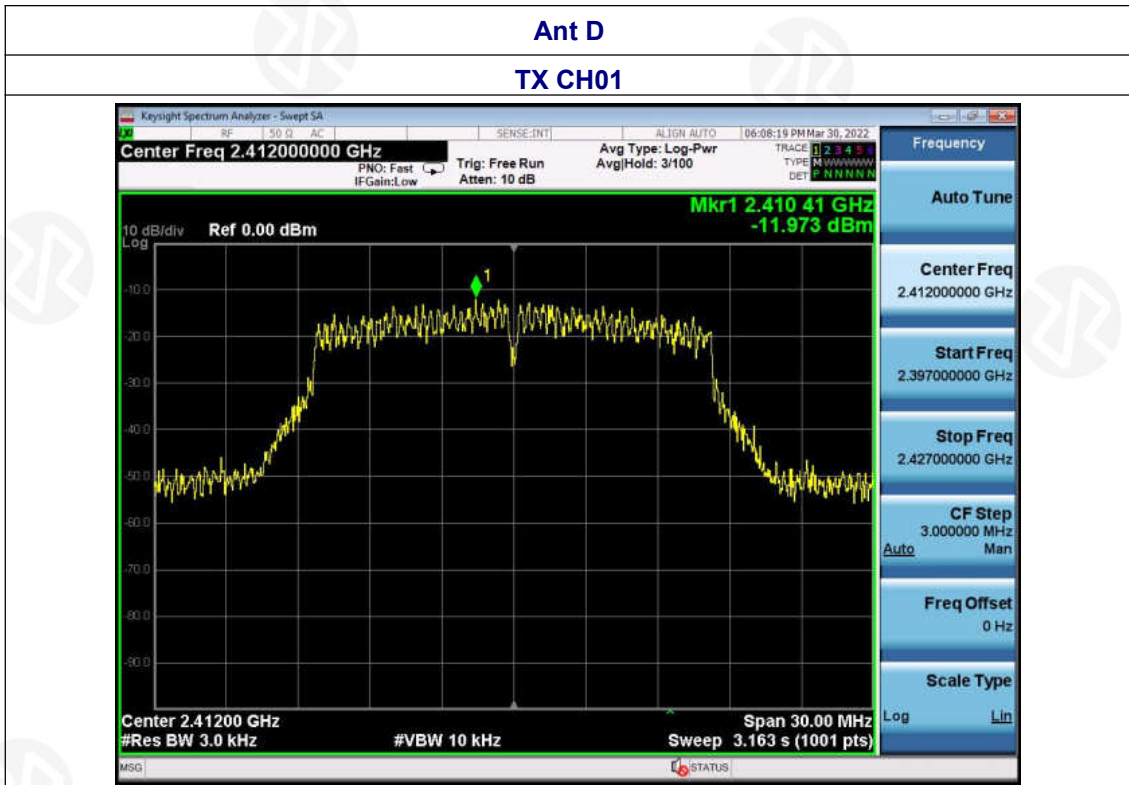 Ant D
TX CH01
Keysight Spectrum Analyzer - Swept SA
RF 50 Ω AC SENSE:INT ALIGN AUTO 06:08:19 PM Mar 30, 2022
Center Freq 2.412000000 GHz
PNO: Fast
IFGain:Low
Trig: Free Run
Atten: 10 dB
Avg Type: Log-Pwr
Avg|Hold: 3/100
TRACE 1 2 3 4 5 6
TYPE M WWWWW
DET P N N N N N
Mkr1 2.410 41 GHz
-11.973 dBm
10 dB/div Ref 0.00 dBm
Log
1
-10.0
-20.0
-30.0
-40.0
-50.0
-60.0
-70.0
-80.0
-90.0
Center 2.41200 GHz Span 30.00 MHz
#Res BW 3.0 kHz #VBW 10 kHz Sweep 3.163 s (1001 pts)
MSG STATUS
Frequency
Auto Tune
Center Freq
2.412000000 GHz
Start Freq
2.397000000 GHz
Stop Freq
2.427000000 GHz
CF Step
3.000000 MHz
Auto Man
Freq Offset
0 Hz
Scale Type
Log Lin